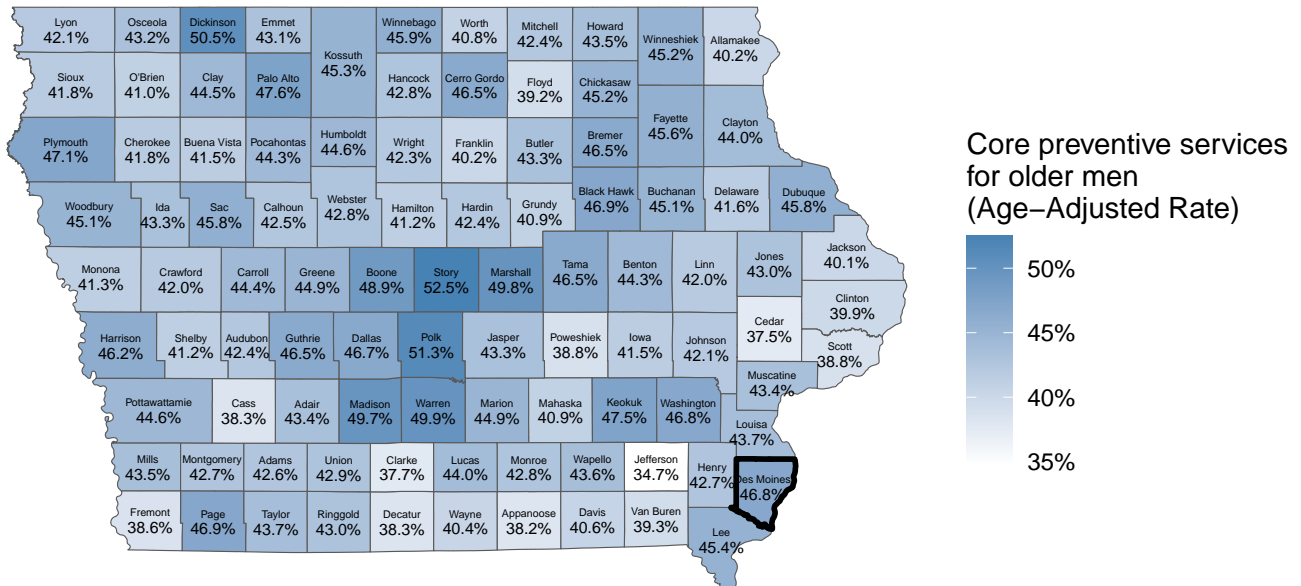 Lyon
42.1%
Osceola
43.2%
Dickinson
50.5%
Emmet
43.1%
Kossuth
45.3%
Winnebago
45.9%
Worth
40.8%
Mitchell
42.4%
Howard
43.5%
Winneshiek
45.2%
Allamakee
40.2%
Sioux
41.8%
O'Brien
41.0%
Clay
44.5%
Palo Alto
47.6%
Hancock
42.8%
Cerro Gordo
46.5%
Floyd
39.2%
Chickasaw
45.2%
Plymouth
47.1%
Cherokee
41.8%
Buena Vista
41.5%
Pocahontas
44.3%
Humboldt
44.6%
Wright
42.3%
Franklin
40.2%
Butler
43.3%
Bremer
46.5%
Fayette
45.6%
Clayton
44.0%
Woodbury
45.1%
Ida
43.3%
Sac
45.8%
Calhoun
42.5%
Webster
42.8%
Hamilton
41.2%
Hardin
42.4%
Grundy
40.9%
Black Hawk
46.9%
Buchanan
45.1%
Delaware
41.6%
Dubuque
45.8%
Monona
41.3%
Crawford
42.0%
Carroll
44.4%
Greene
44.9%
Boone
48.9%
Story
52.5%
Marshall
49.8%
Tama
46.5%
Benton
44.3%
Linn
42.0%
Jones
43.0%
Jackson
40.1%
Clinton
39.9%
Harrison
46.2%
Shelby
41.2%
Audubon
42.4%
Guthrie
46.5%
Dallas
46.7%
Polk
51.3%
Jasper
43.3%
Poweshiek
38.8%
Iowa
41.5%
Johnson
42.1%
Cedar
37.5%
Scott
38.8%
Muscatine
43.4%
Pottawattamie
44.6%
Cass
38.3%
Adair
43.4%
Madison
49.7%
Warren
49.9%
Marion
44.9%
Mahaska
40.9%
Keokuk
47.5%
Washington
46.8%
Louisa
43.7%
Mills
43.5%
Montgomery
42.7%
Adams
42.6%
Union
42.9%
Clarke
37.7%
Lucas
44.0%
Monroe
42.8%
Wapello
43.6%
Jefferson
34.7%
Henry
42.7%
Des Moines
46.8%
Fremont
38.6%
Page
46.9%
Taylor
43.7%
Ringgold
43.0%
Decatur
38.3%
Wayne
40.4%
Appanoose
38.2%
Davis
40.6%
Van Buren
39.3%
Lee
45.4%
Core preventive services
for older men
(Age−Adjusted Rate)
50%
45%
40%
35%